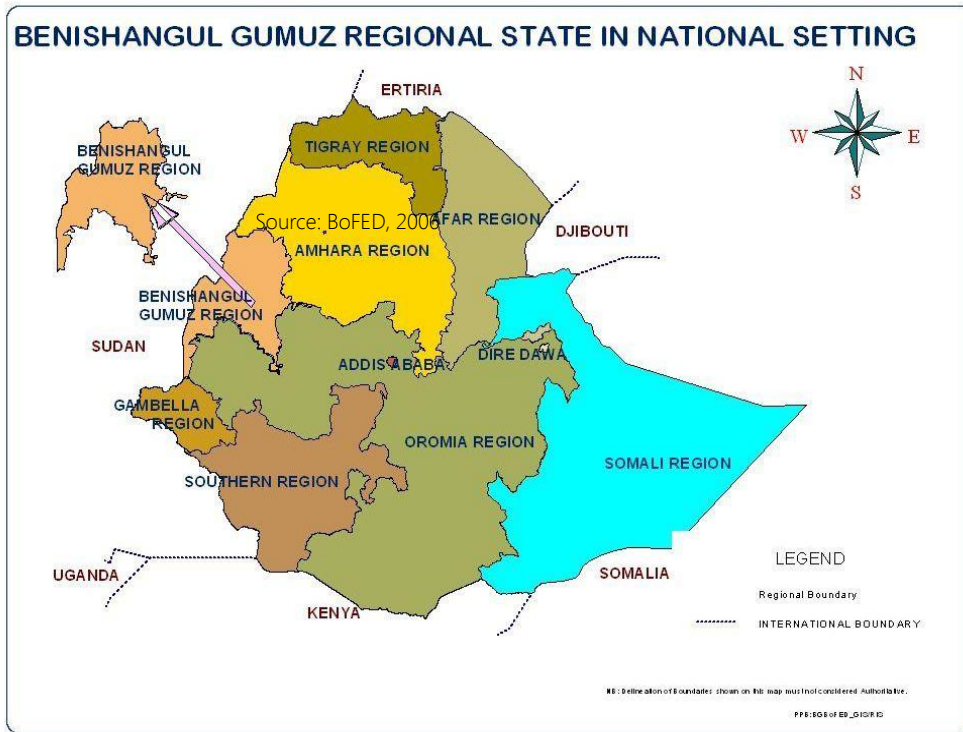 BENISHANGUL GUMUZ REGIONAL STATE IN NATIONAL SETTING
ERTIRIA
N
W
E
S
BENISHANGUL
GUMUZ REGION
TIGRAY REGION
Source: BoFED, 2006
AFAR REGION
DJIBOUTI
AMHARA REGION
BENISHANGUL
GUMUZ REGION
SUDAN
ADDIS ABABA
DIRE DAWA
GAMBELLA
REGION
OROMIA REGION
SOMALI REGION
SOUTHERN REGION
UGANDA
KENYA
SOMALIA
LEGEND
Regional Boundary
INTERNATIONAL BOUNDARY
NB: Delineation of Boundaries shown on this map must not considered Authoritative.
PPB:BGBoFED_GIS/RIS